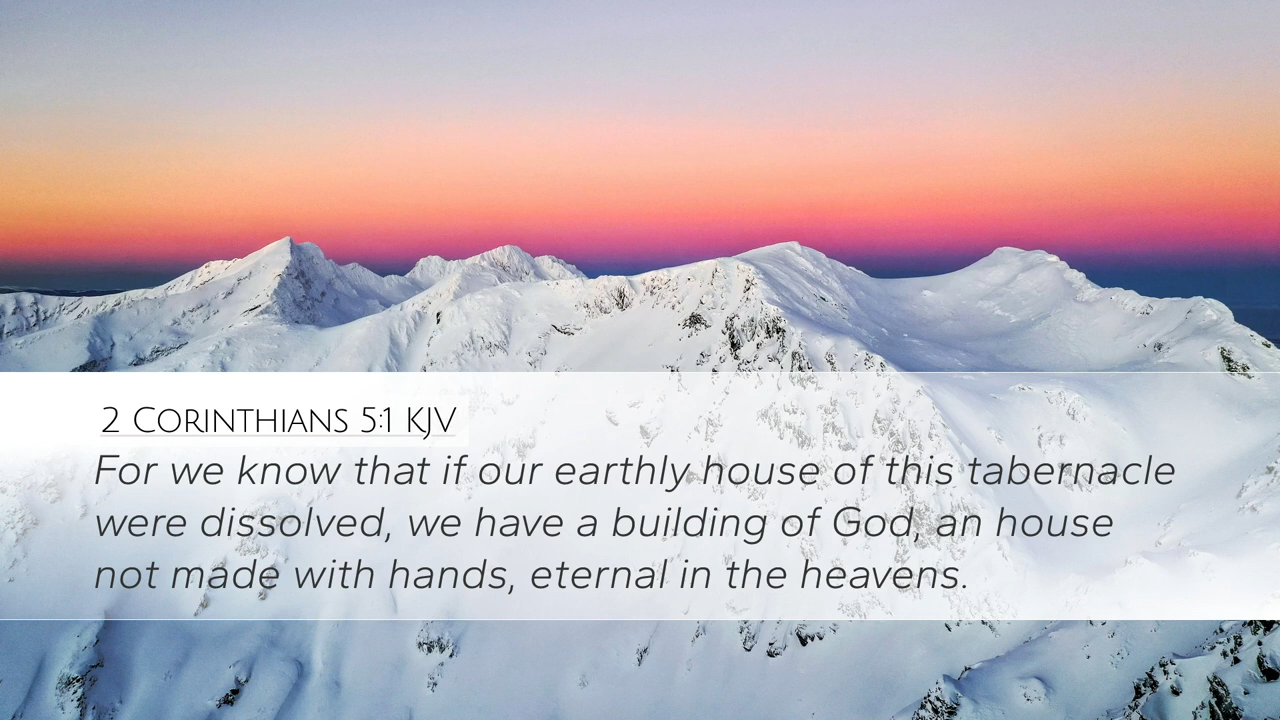 2 Corinthians 5:1 KJV
For we know that if our earthly house of this tabernacle
were dissolved, we have a building of God, an house
not made with hands, eternal in the heavens.